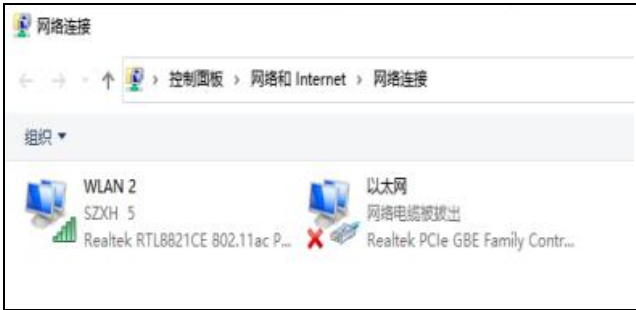 网络连接
控制面板 › 网络和 Internet › 网络连接
组织
WLAN 2
SZXH 5
Realtek RTL8821CE 802.11ac P...
以太网
网络电缆被拔出
Realtek PCIe GBE Family Contr...